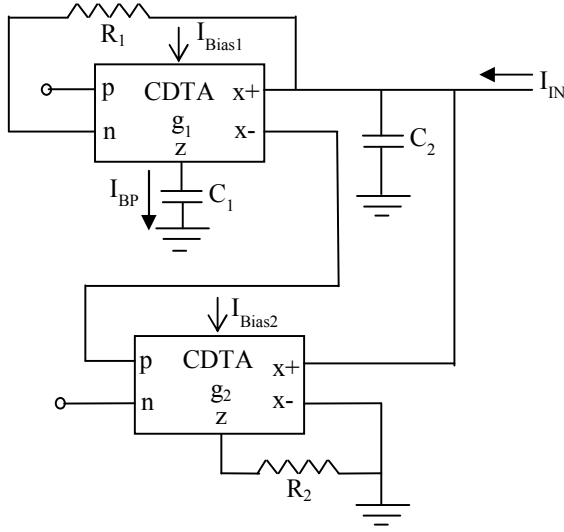 R1
IBias1
IIN
p CDTA x+
g1
n x-
z
C2
IBP
C1
IBias2
p CDTA x+
g2
n x-
z
R2